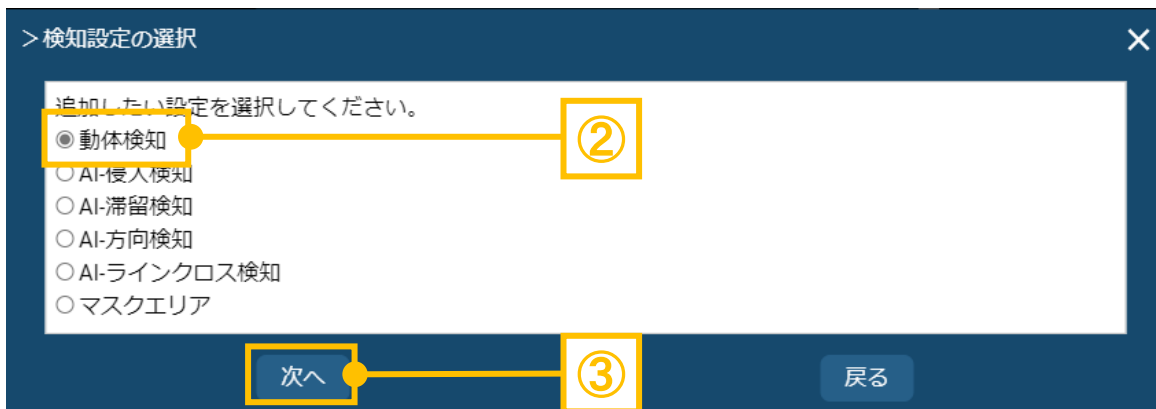 ＞検知設定の選択
×
追加したい設定を選択してください。
動体検知
②
AI-侵入検知
AI-滞留検知
AI-方向検知
AI-ラインクロス検知
マスクエリア
次へ
③
戻る